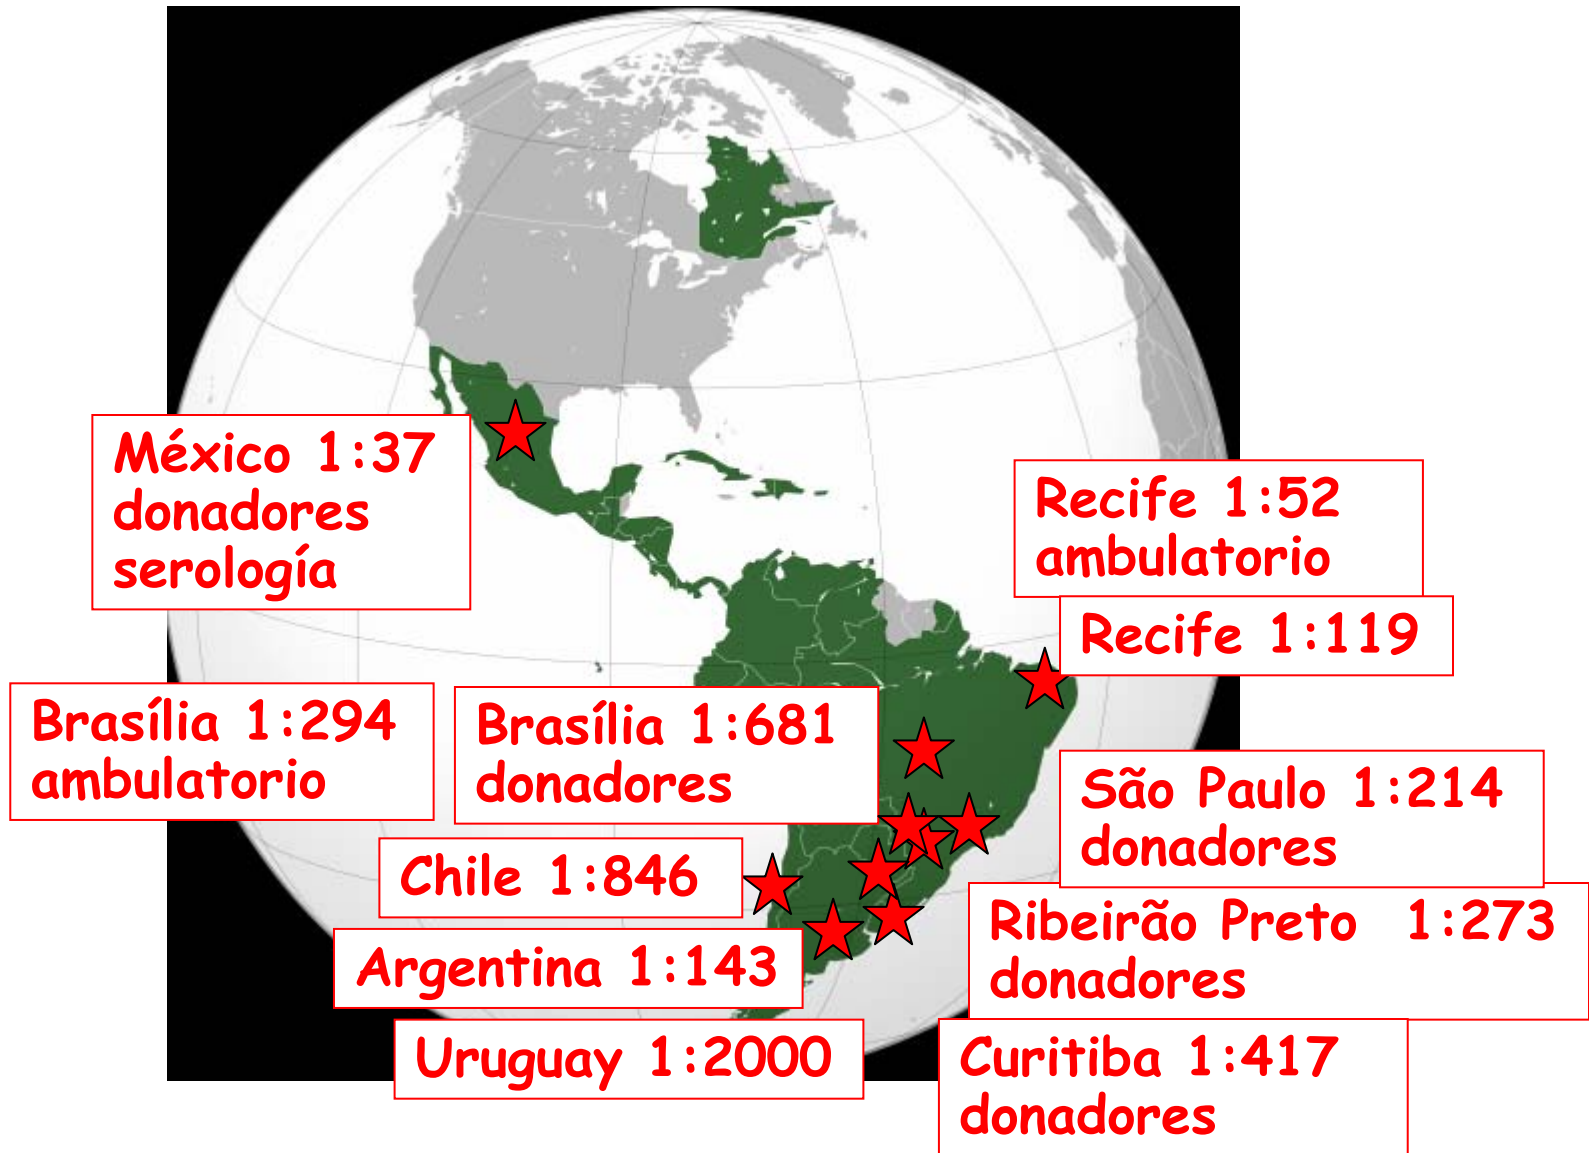 México 1:37
donadores
serología
Recife 1:52
ambulatorio
Recife 1:119
Brasília 1:294
ambulatorio
Brasília 1:681
donadores
São Paulo 1:214
donadores
Chile 1:846
Ribeirão Preto 1:273
donadores
Argentina 1:143
Uruguay 1:2000
Curitiba 1:417
donadores